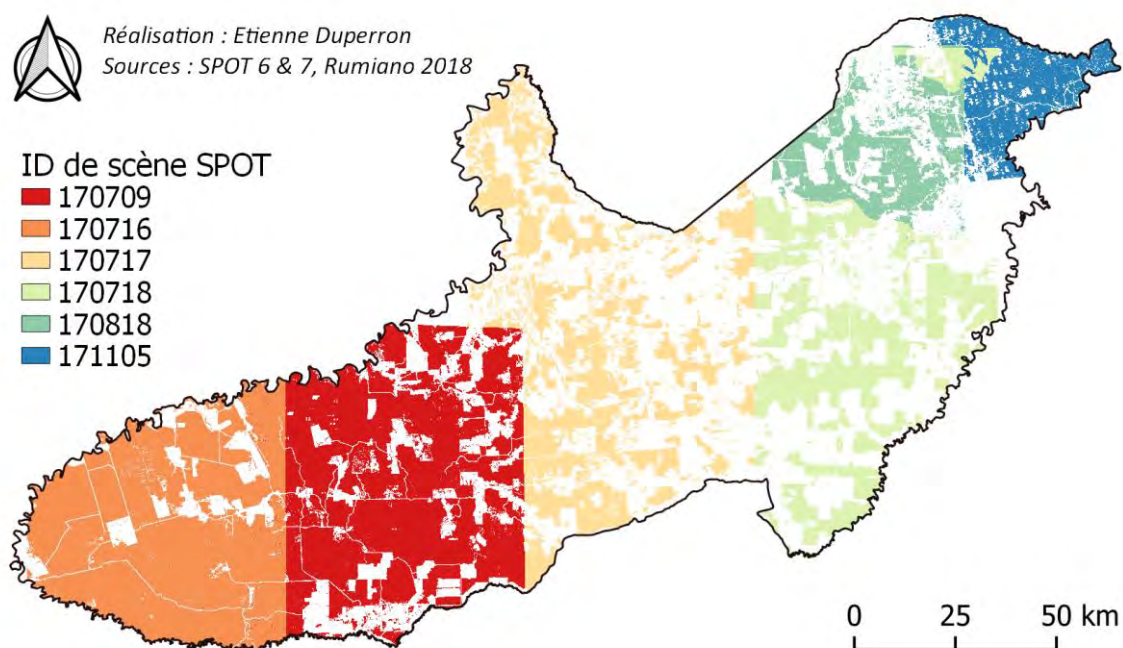 Réalisation : Etienne Duperron
Sources : SPOT 6 & 7, Rumiano 2018
ID de scène SPOT
170709
170716
170717
170718
170818
171105
0 25 50 km